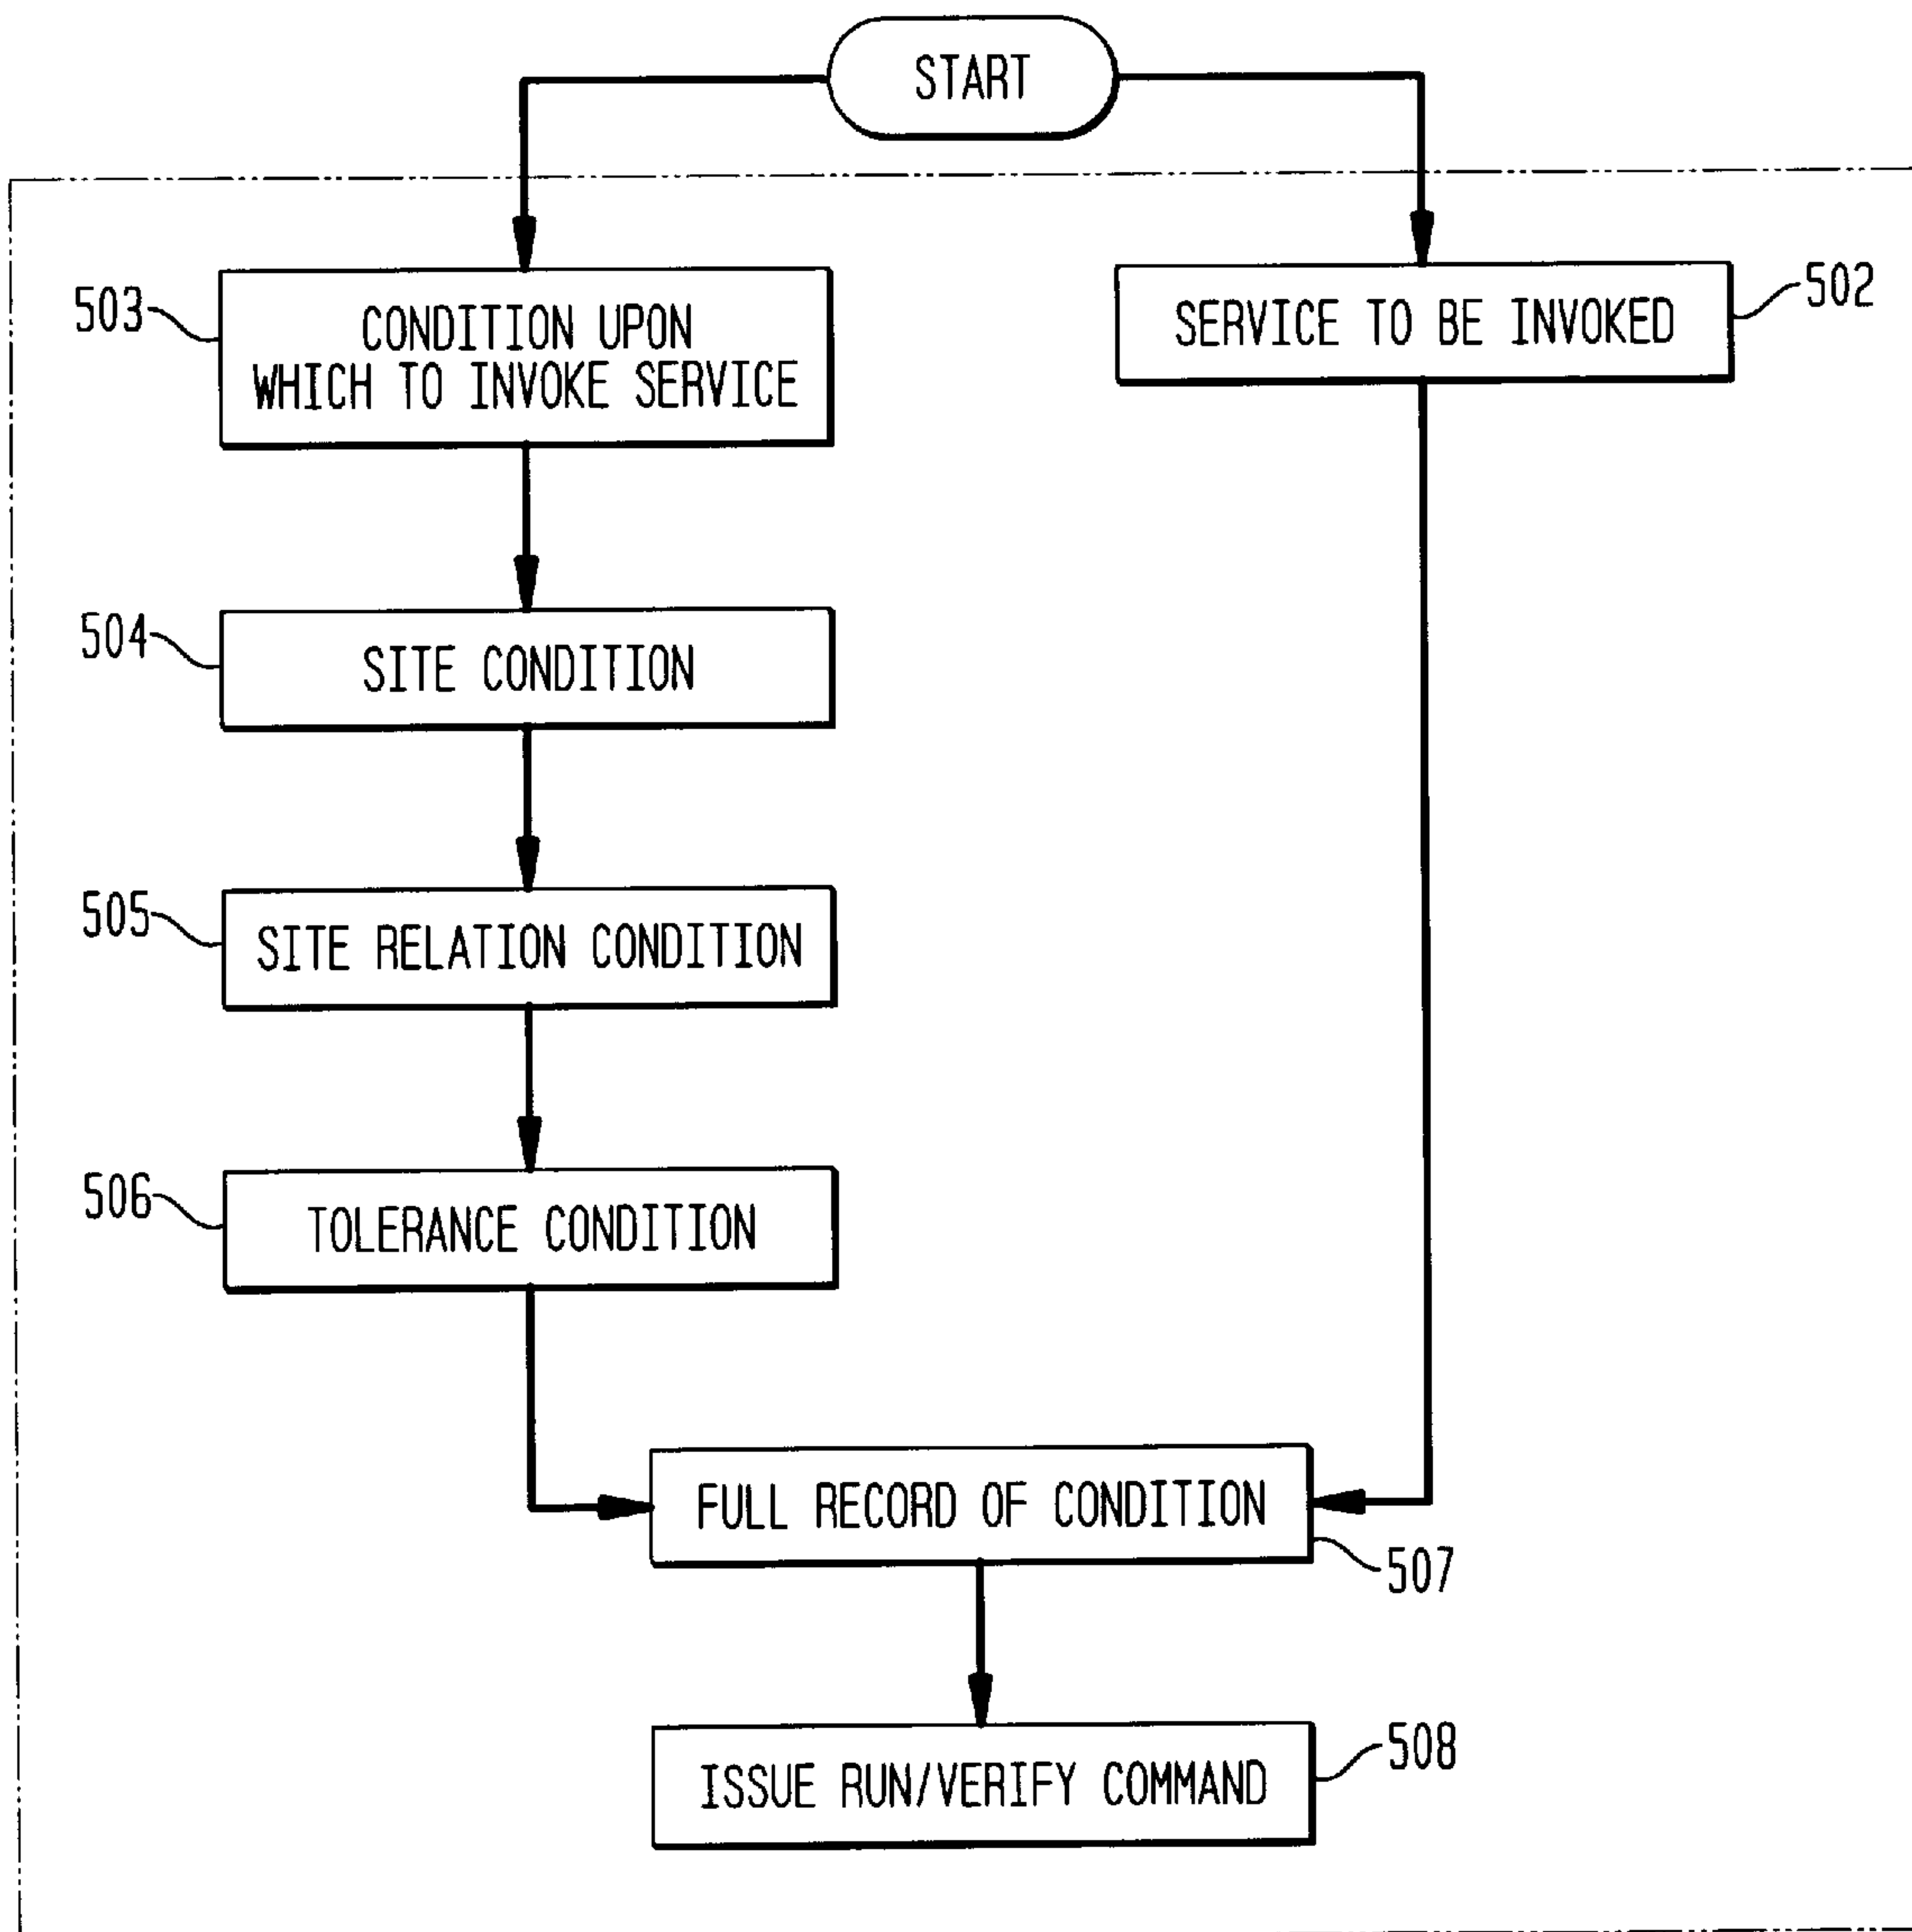 START
503
CONDITION UPON
WHICH TO INVOKE SERVICE
SERVICE TO BE INVOKED
502
504
SITE CONDITION
505
SITE RELATION CONDITION
506
TOLERANCE CONDITION
FULL RECORD OF CONDITION
507
ISSUE RUN/VERIFY COMMAND
508